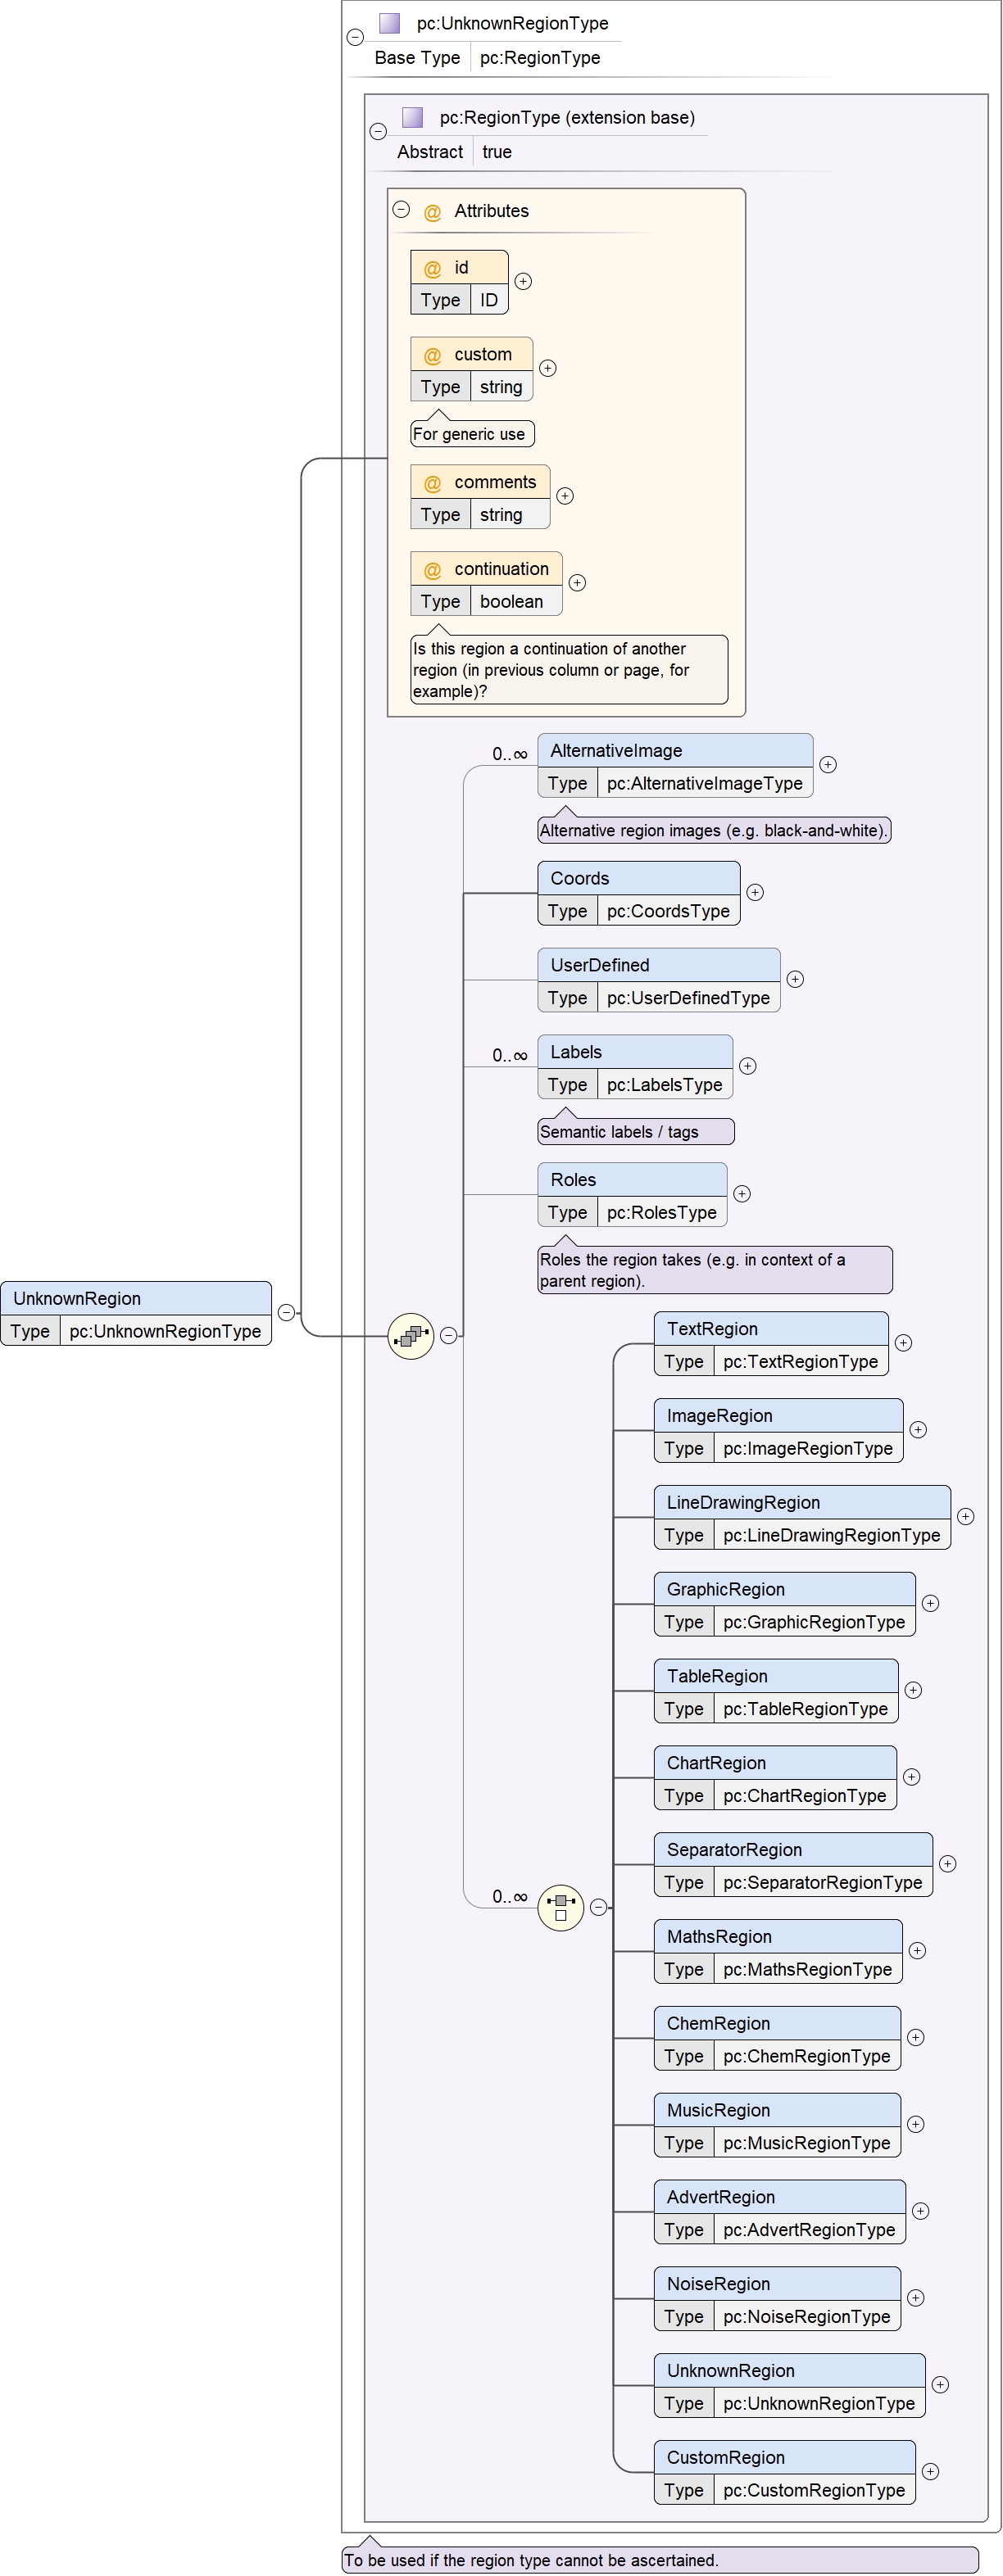 pc:UnknownRegionType
Base Type pc:RegionType
pc:RegionType (extension base)
Abstract true
@ Attributes
@ id
Type ID
@ custom
Type string
For generic use
@ comments
Type string
@ continuation
Type boolean
Is this region a continuation of another
region (in previous column or page, for
example)?
0..∞ AlternativeImage
Type pc:AlternativeImageType
Alternative region images (e.g. black-and-white).
Coords
Type pc:CoordsType
UserDefined
Type pc:UserDefinedType
0..∞ Labels
Type pc:LabelsType
Semantic labels / tags
Roles
Type pc:RolesType
Roles the region takes (e.g. in context of a
parent region).
UnknownRegion
Type pc:UnknownRegionType
TextRegion
Type pc:TextRegionType
ImageRegion
Type pc:ImageRegionType
LineDrawingRegion
Type pc:LineDrawingRegionType
GraphicRegion
Type pc:GraphicRegionType
TableRegion
Type pc:TableRegionType
ChartRegion
Type pc:ChartRegionType
SeparatorRegion
Type pc:SeparatorRegionType
0..∞
MathsRegion
Type pc:MathsRegionType
ChemRegion
Type pc:ChemRegionType
MusicRegion
Type pc:MusicRegionType
AdvertRegion
Type pc:AdvertRegionType
NoiseRegion
Type pc:NoiseRegionType
UnknownRegion
Type pc:UnknownRegionType
CustomRegion
Type pc:CustomRegionType
To be used if the region type cannot be ascertained.